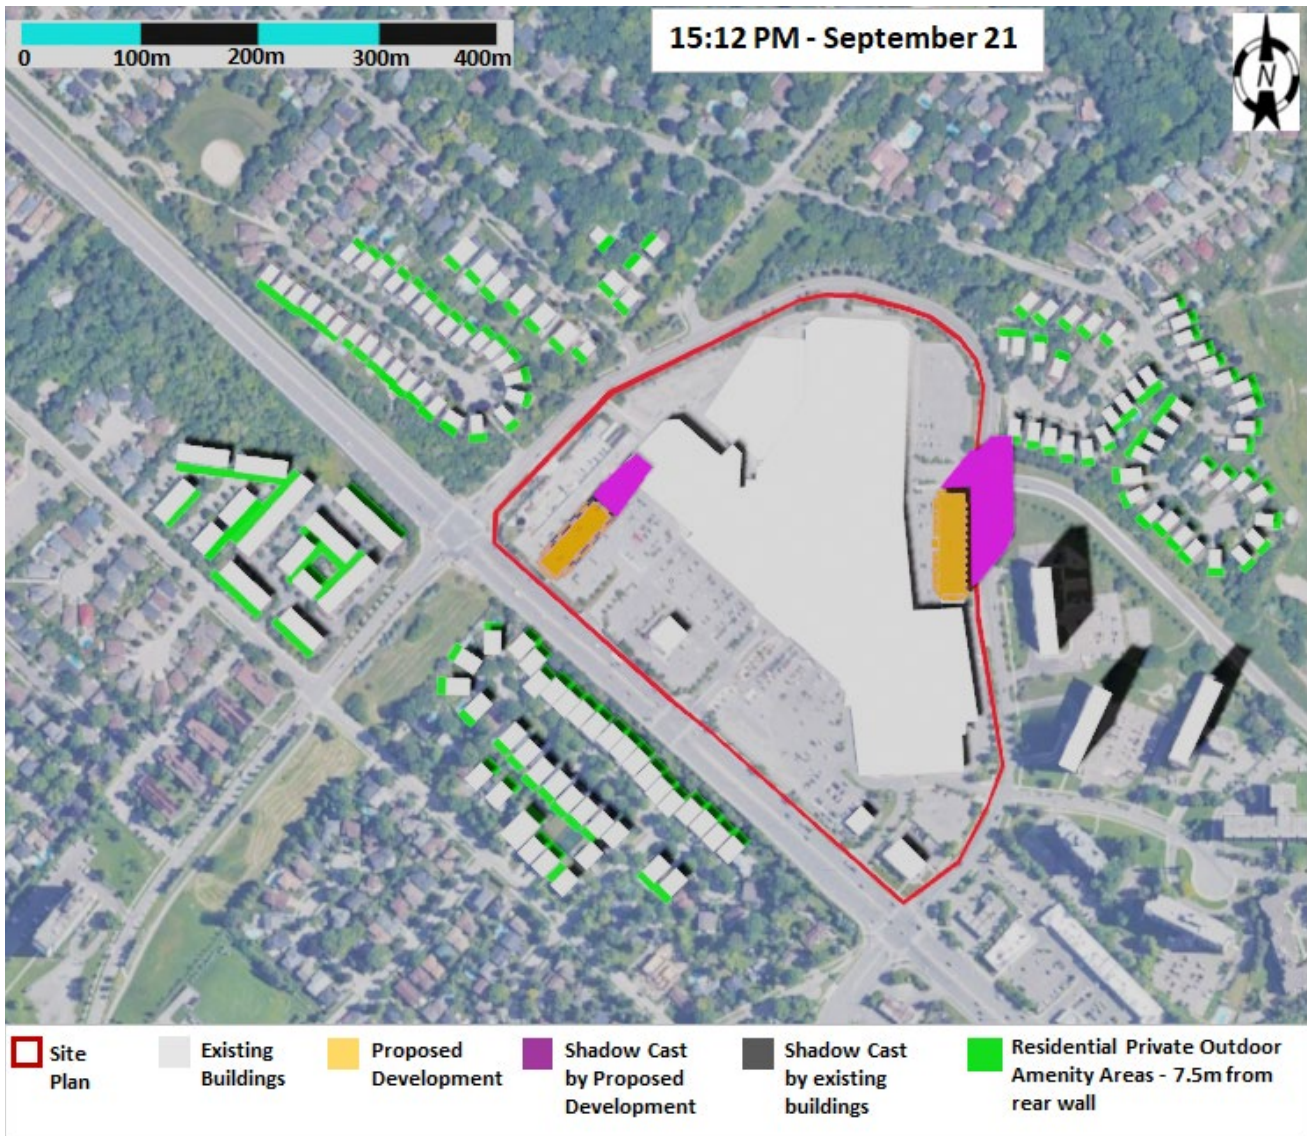 15:12 PM - September 21
0 100m 200m 300m 400m
N
Site
Plan
Existing
Buildings
Proposed
Development
Shadow Cast
by Proposed
Development
Shadow Cast
by existing
buildings
Residential Private Outdoor
Amenity Areas - 7.5m from
rear wall